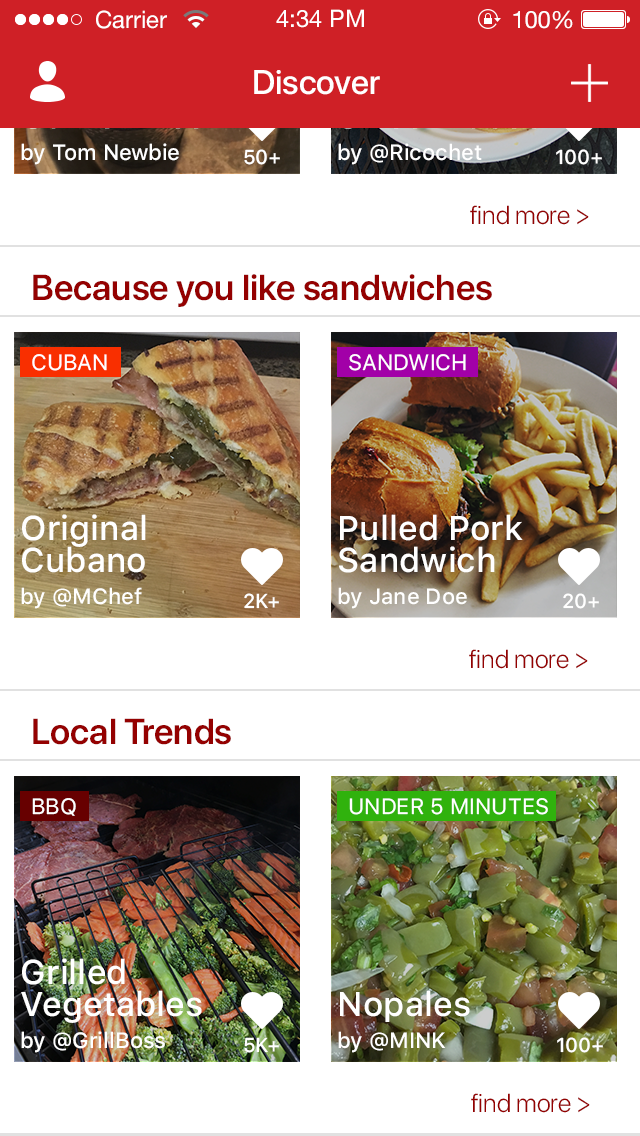 Carrier 4:34 PM 100%
Discover
by Tom Newbie 50+
by @Ricochet 100+
find more >
Because you like sandwiches
CUBAN
Original
Cubano
by @MChef 2K+
SANDWICH
Pulled Pork
Sandwich
by Jane Doe 20+
find more >
Local Trends
BBQ
Grilled
Vegetables
by @GrillBoss 5K+
UNDER 5 MINUTES
Nopales
by @MINK 100+
find more >